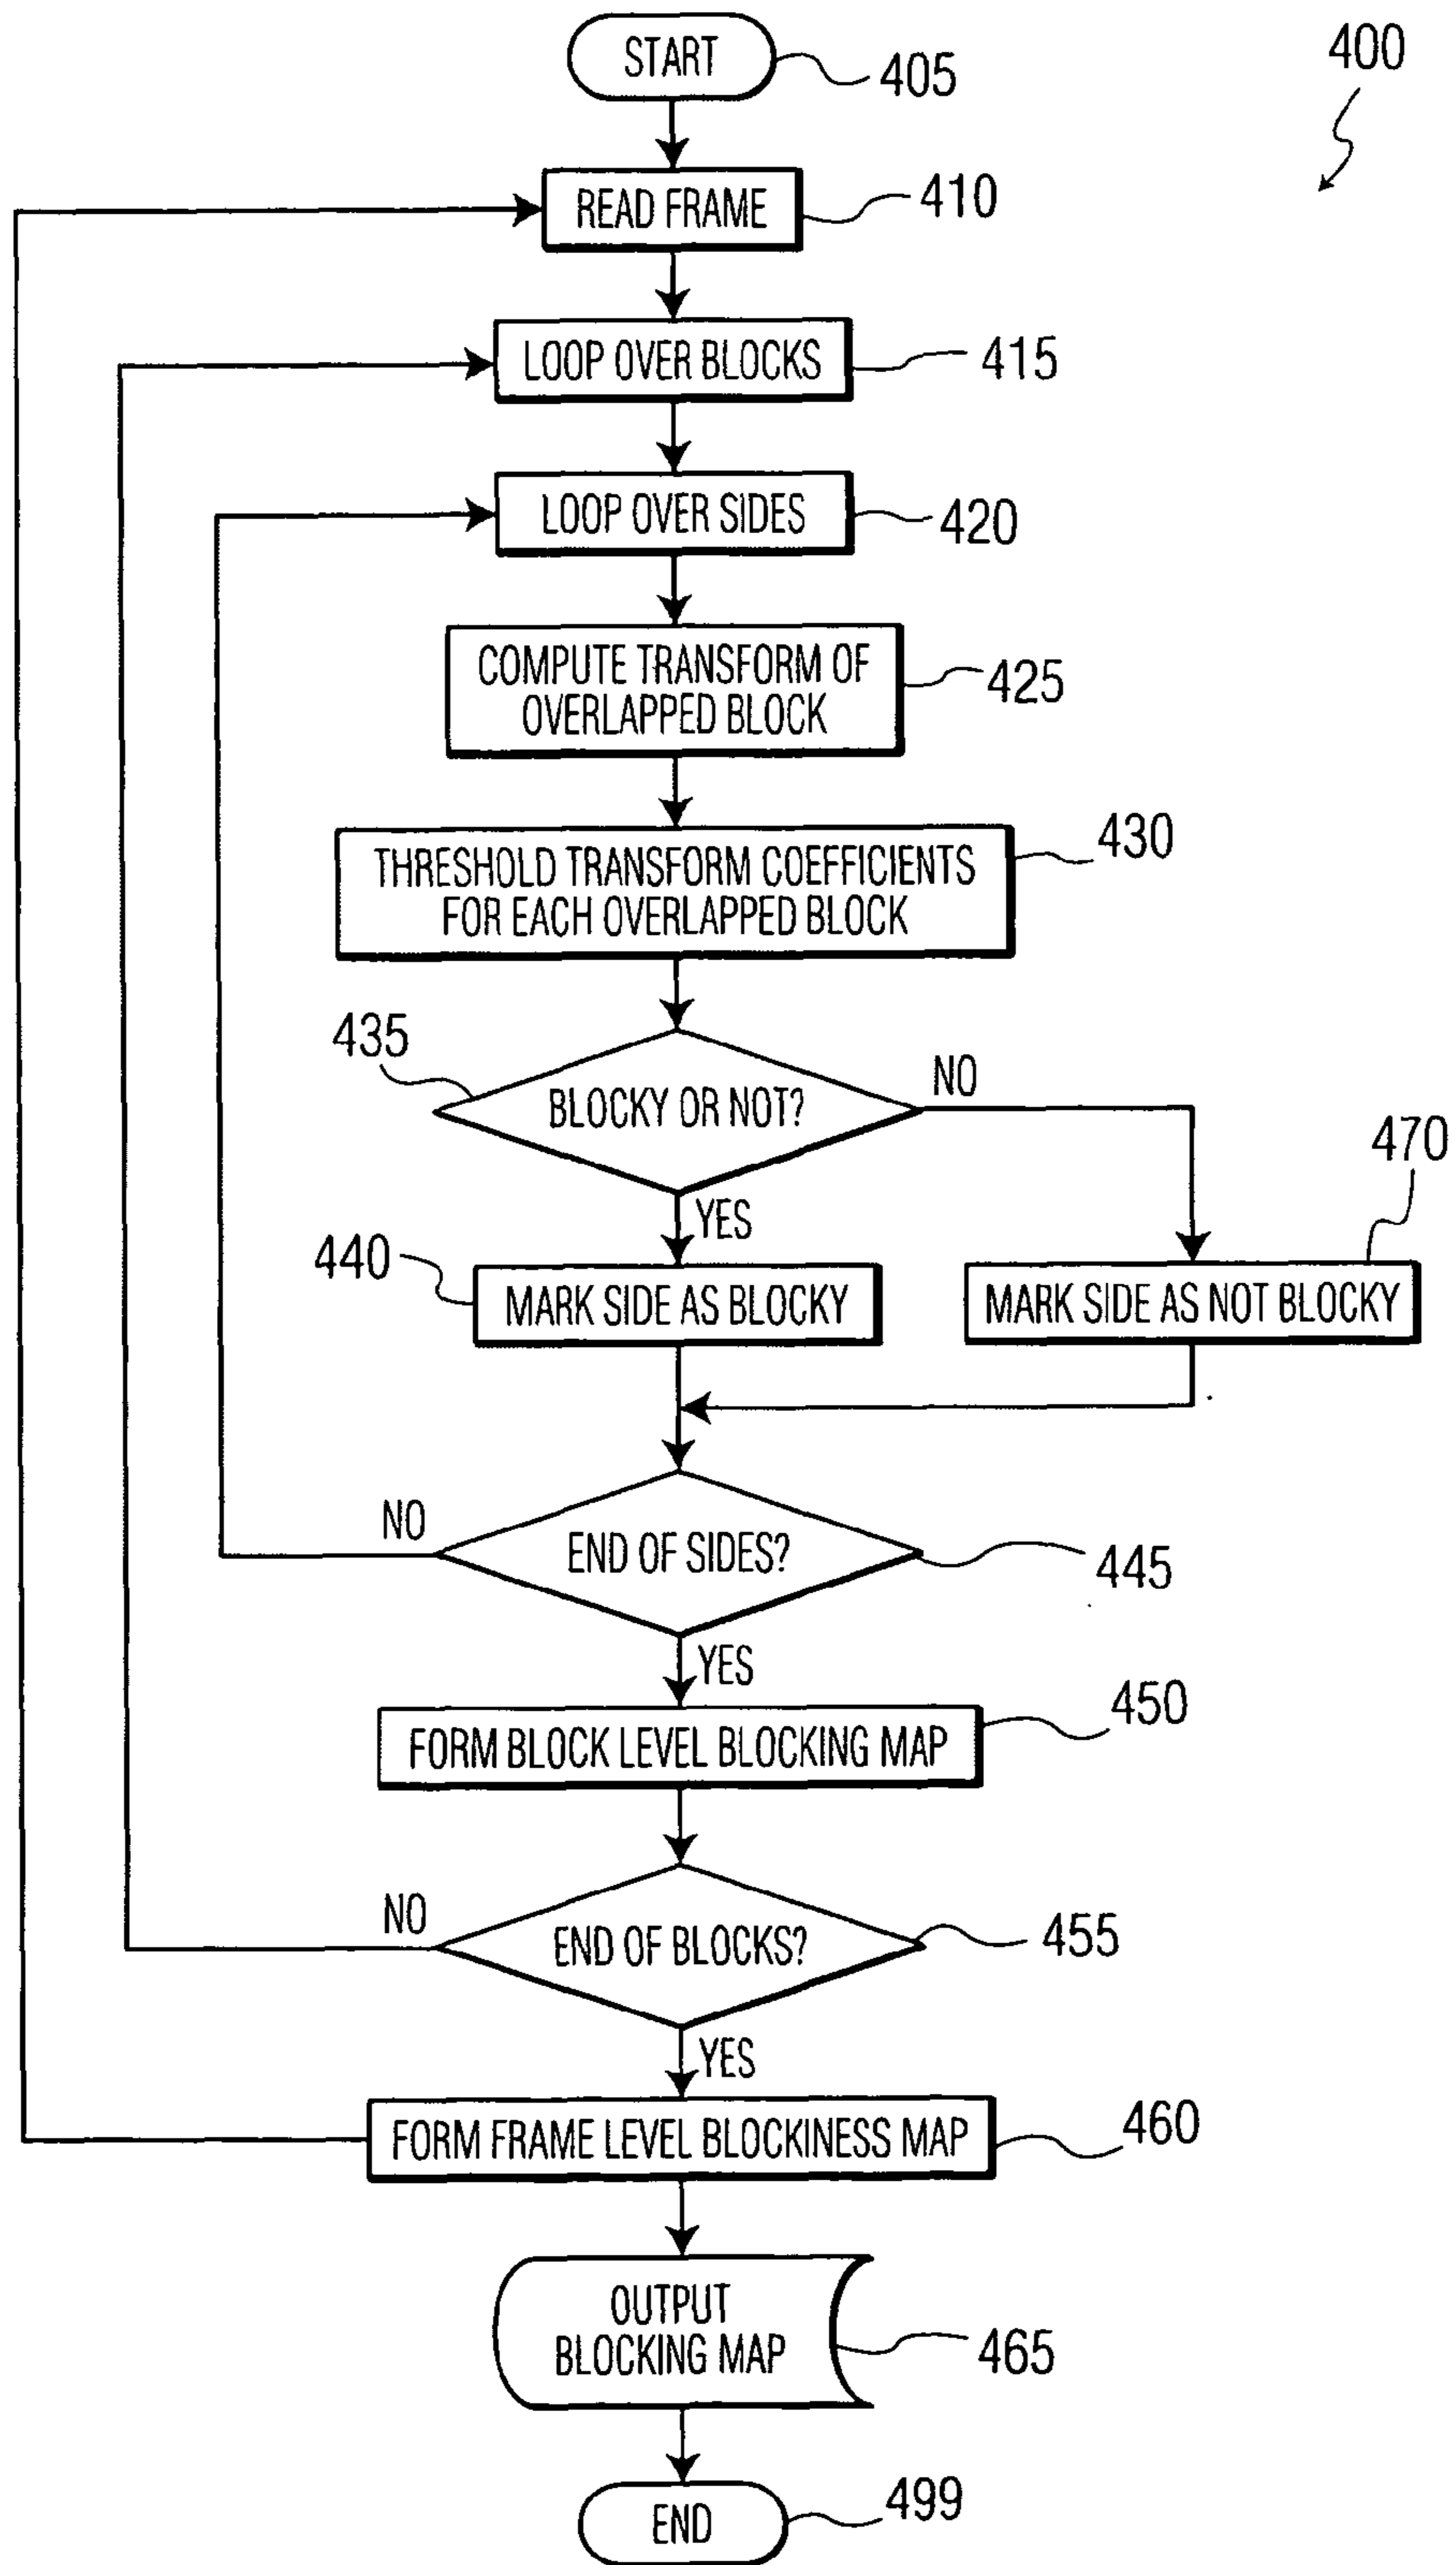 START
405
400
READ FRAME
410
LOOP OVER BLOCKS
415
LOOP OVER SIDES
420
COMPUTE TRANSFORM OF
OVERLAPPED BLOCK
425
THRESHOLD TRANSFORM COEFFICIENTS
FOR EACH OVERLAPPED BLOCK
430
435
BLOCKY OR NOT?
NO
YES
470
440
MARK SIDE AS BLOCKY
MARK SIDE AS NOT BLOCKY
NO
END OF SIDES?
445
YES
FORM BLOCK LEVEL BLOCKING MAP
450
NO
END OF BLOCKS?
455
YES
FORM FRAME LEVEL BLOCKINESS MAP
460
OUTPUT
BLOCKING MAP
465
END
499